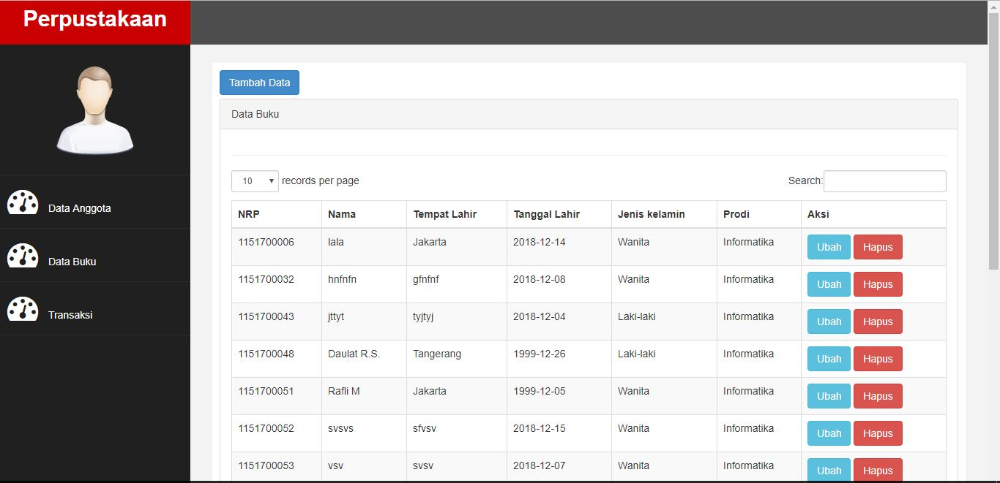 Perpustakaan
Tambah Data
Data Buku
10 records per page Search:
Data Anggota
Data Buku
Transaksi
NRP Nama Tempat Lahir Tanggal Lahir Jenis kelamin Prodi Aksi
1151700006 lala Jakarta 2018-12-14 Wanita Informatika Ubah Hapus
1151700032 hnfnfn gfnfnf 2018-12-08 Wanita Informatika Ubah Hapus
1151700043 jttyt tyjtyj 2018-12-04 Laki-laki Informatika Ubah Hapus
1151700048 Daulat R.S. Tangerang 1999-12-26 Laki-laki Informatika Ubah Hapus
1151700051 Rafli M Jakarta 1999-12-05 Wanita Informatika Ubah Hapus
1151700052 svsvs sfvsv 2018-12-15 Wanita Informatika Ubah Hapus
1151700053 vsv svsv 2018-12-07 Wanita Informatika Ubah Hapus